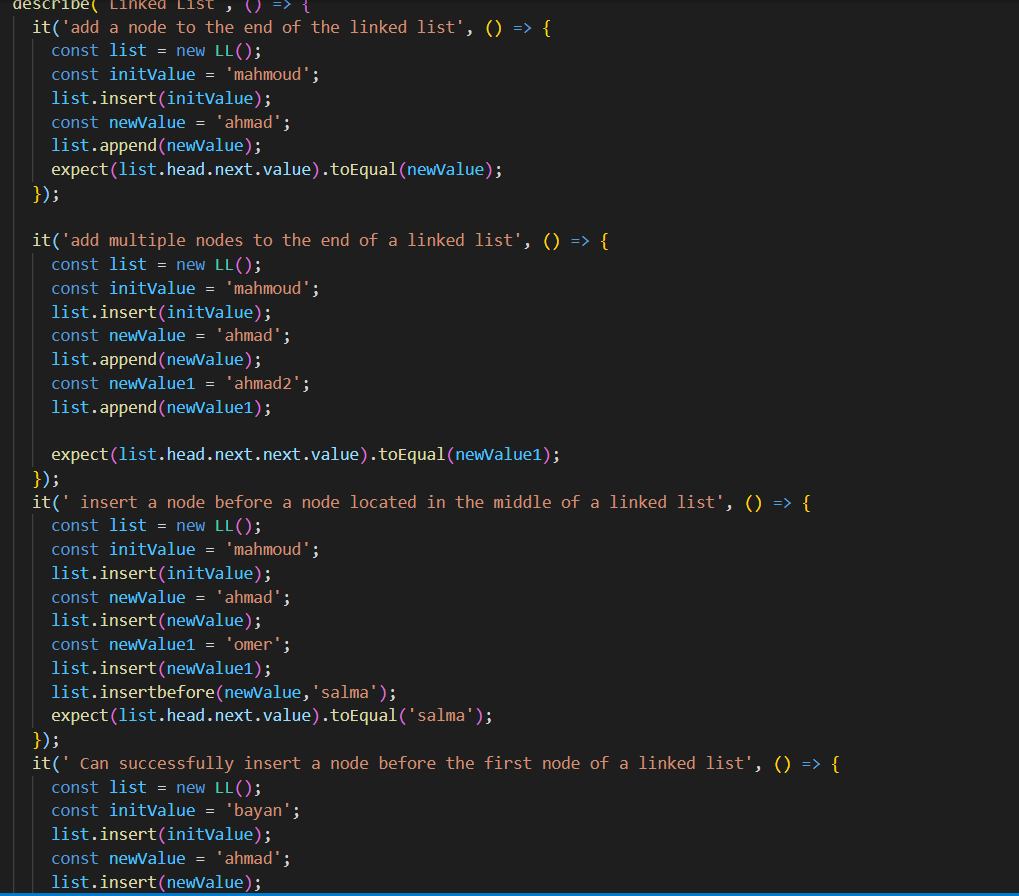 describe('Linked List', () => {
it('add a node to the end of the linked list', () => {
const list = new LL();
const initValue = 'mahmoud';
list.insert(initValue);
const newValue = 'ahmad';
list.append(newValue);
expect(list.head.next.value).toEqual(newValue);
});
it('add multiple nodes to the end of a linked list', () => {
const list = new LL();
const initValue = 'mahmoud';
list.insert(initValue);
const newValue = 'ahmad';
list.append(newValue);
const newValue1 = 'ahmad2';
list.append(newValue1);
expect(list.head.next.next.value).toEqual(newValue1);
});
it(' insert a node before a node located in the middle of a linked list', () => {
const list = new LL();
const initValue = 'mahmoud';
list.insert(initValue);
const newValue = 'ahmad';
list.insert(newValue);
const newValue1 = 'omer';
list.insert(newValue1);
list.insertbefore(newValue,'salma');
expect(list.head.next.value).toEqual('salma');
});
it(' Can successfully insert a node before the first node of a linked list', () => {
const list = new LL();
const initValue = 'bayan';
list.insert(initValue);
const newValue = 'ahmad';
list.insert(newValue);